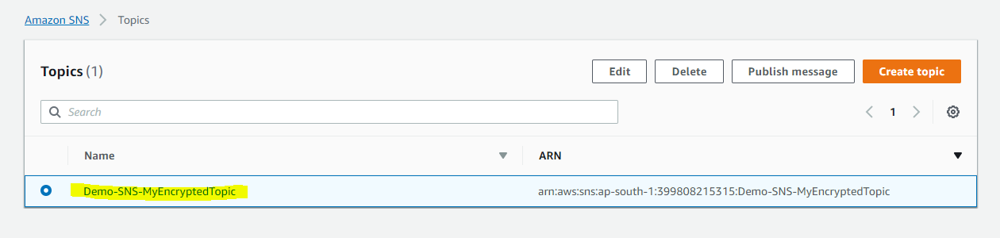 Amazon SNS > Topics
Topics (1)
Edit Delete Publish message Create topic
Search
1
Name ARN
Demo-SNS-MyEncryptedTopic arn:aws:sns:ap-south-1:399808215315:Demo-SNS-MyEncryptedTopic